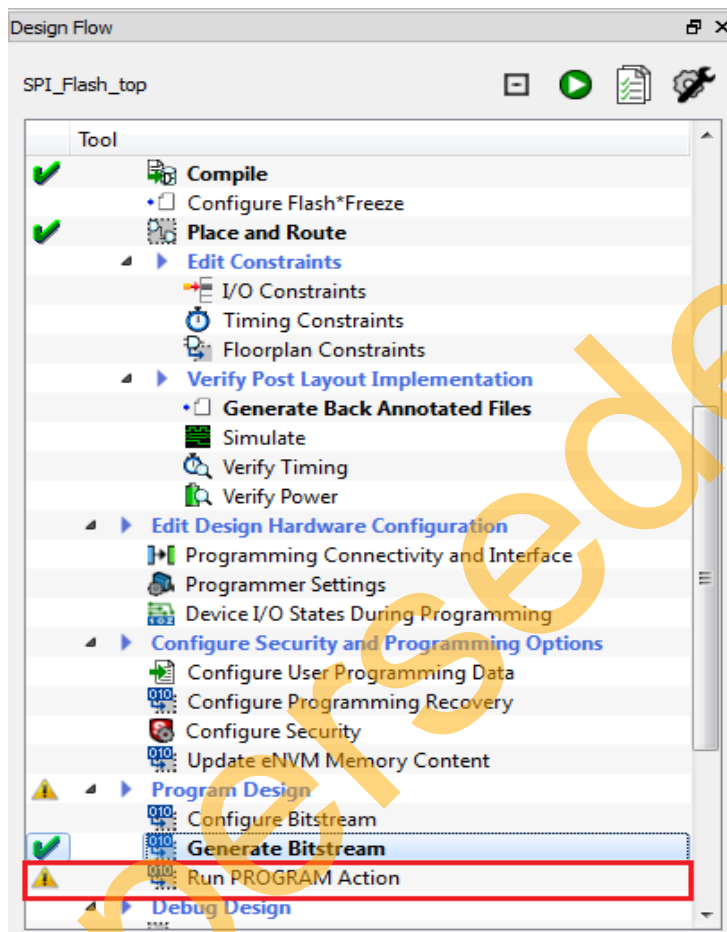 Design Flow
SPI_Flash_top
Tool
Compile
Configure Flash*Freeze
Place and Route
Edit Constraints
I/O Constraints
Timing Constraints
Floorplan Constraints
Verify Post Layout Implementation
Generate Back Annotated Files
Simulate
Verify Timing
Verify Power
Edit Design Hardware Configuration
Programming Connectivity and Interface
Programmer Settings
Device I/O States During Programming
Configure Security and Programming Options
Configure User Programming Data
Configure Programming Recovery
Configure Security
Update eNVM Memory Content
Program Design
Configure Bitstream
Generate Bitstream
Run PROGRAM Action
Debug Design